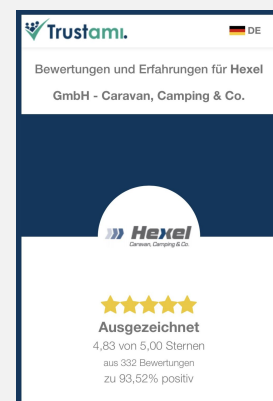 Trustami.
DE
Bewertungen und Erfahrungen für Hexel
GmbH - Caravan, Camping & Co.
Hexel
Caravan, Camping & Co.
Ausgezeichnet
4,83 von 5,00 Sternen
aus 332 Bewertungen
zu 93,52% positiv